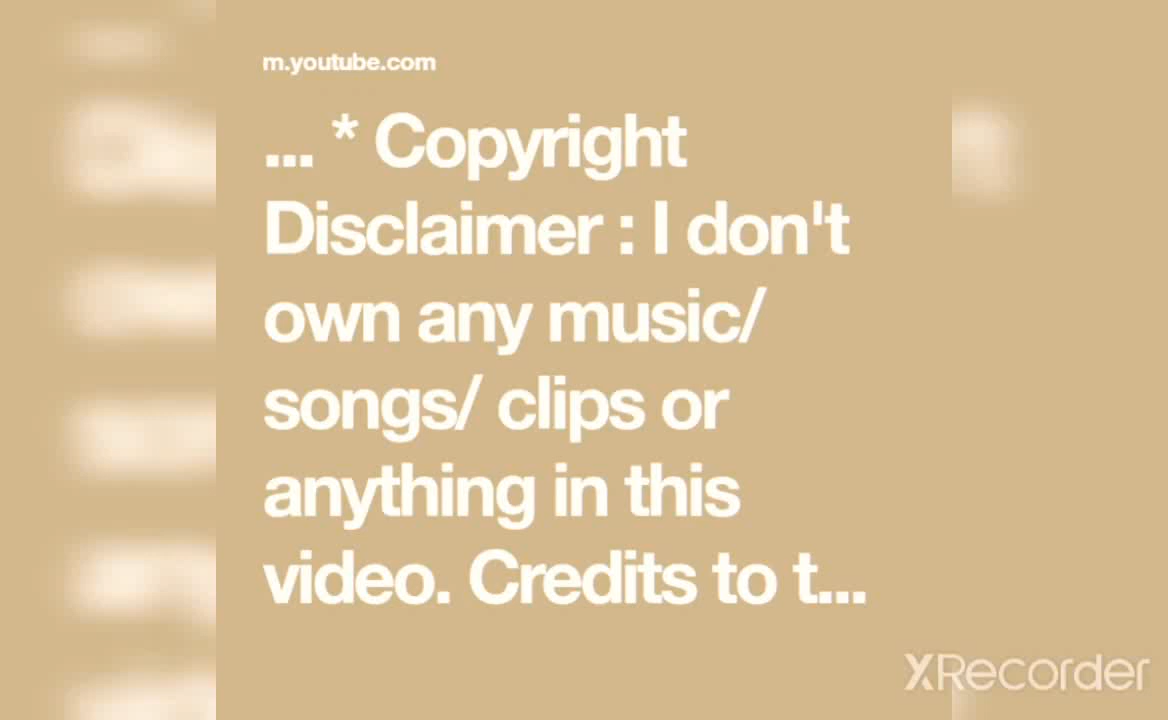 m.youtube.com
... * Copyright
Disclaimer : I don't
own any music/
songs/ clips or
anything in this
video. Credits to t...
XRecorder